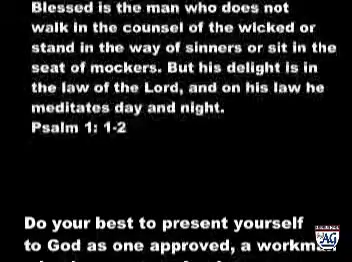 Blessed is the man who does not
walk in the counsel of the wicked or
stand in the way of sinners or sit in the
seat of mockers. But his delight is in
the law of the Lord, and on his law he
meditates day and night.
Psalm 1: 1-2
Do your best to present yourself
to God as one approved, a workm
AG